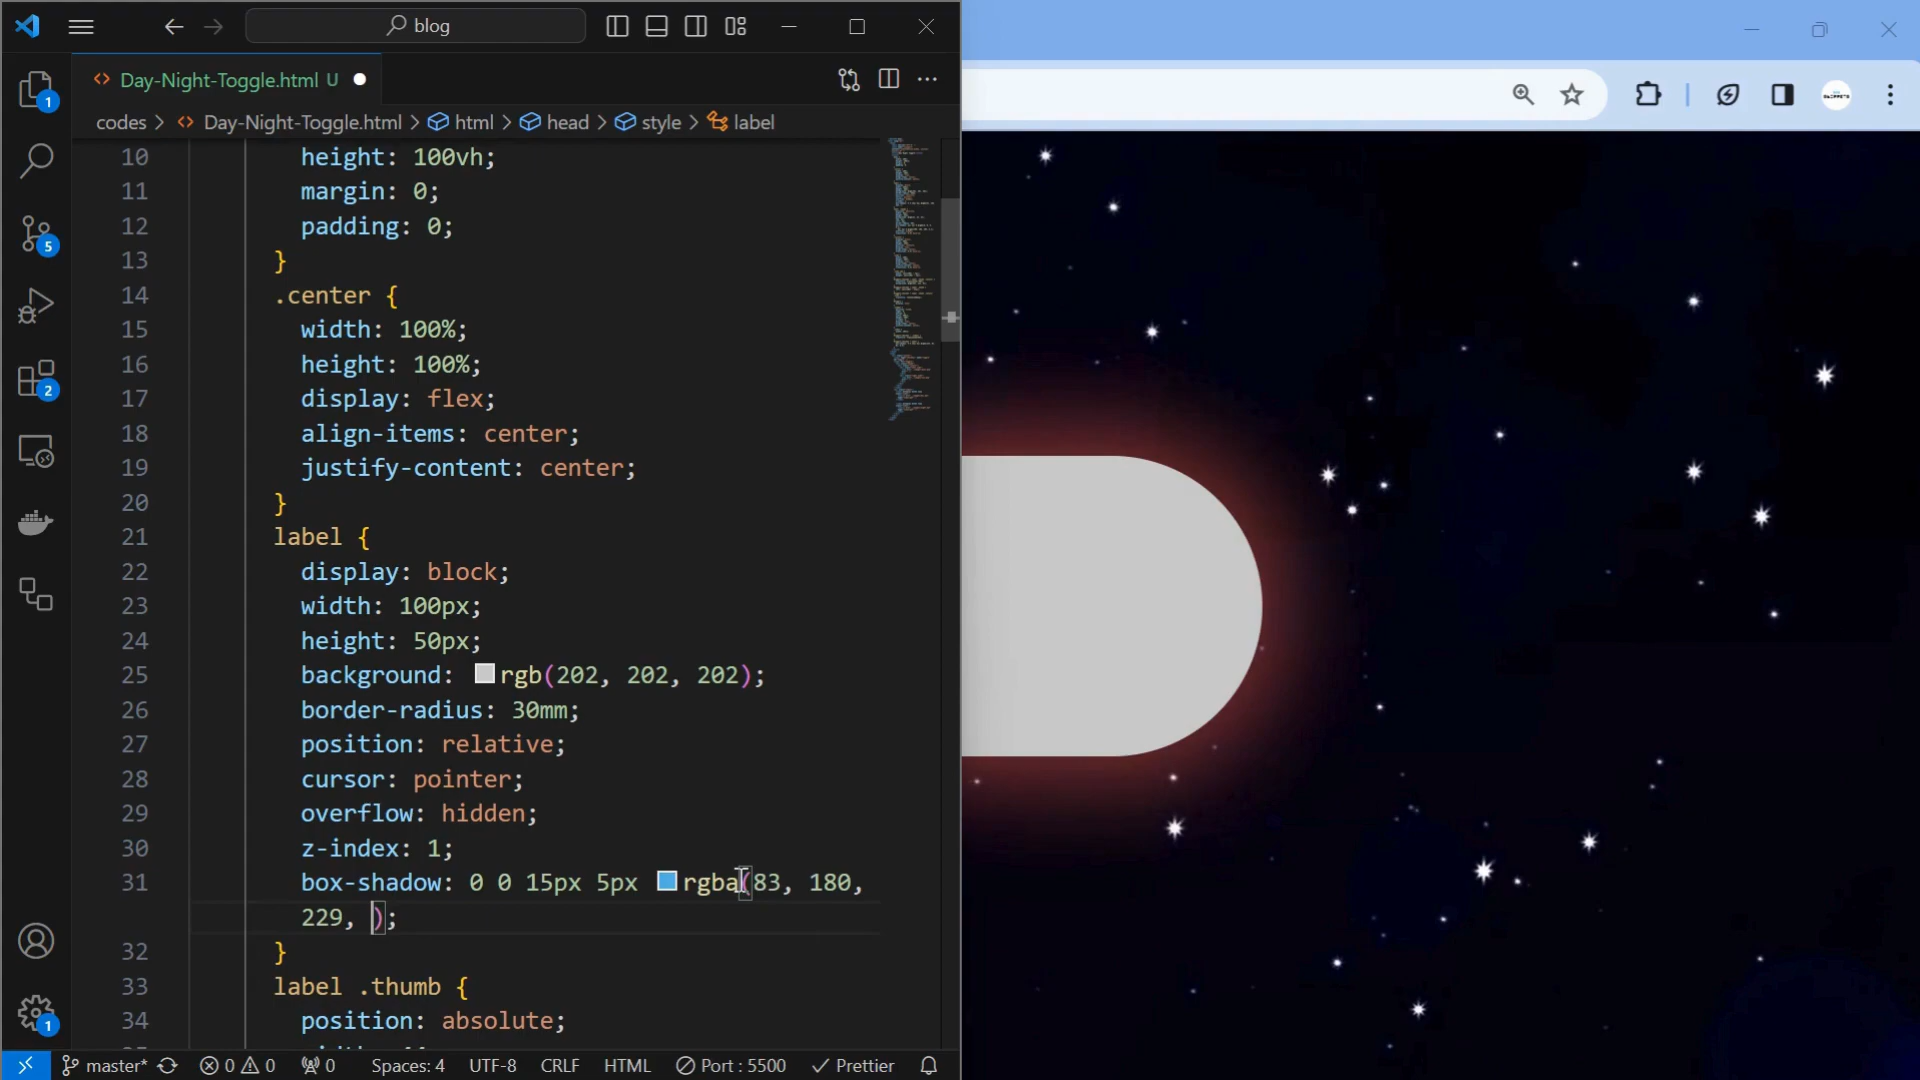 blog
Day-Night-Toggle.html U
codes > Day-Night-Toggle.html > html > head > style > label
10 height: 100vh;
11 margin: 0;
12 padding: 0;
13 }
14 .center {
15 width: 100%;
16 height: 100%;
17 display: flex;
18 align-items: center;
19 justify-content: center;
20 }
21 label {
22 display: block;
23 width: 100px;
24 height: 50px;
25 background: rgb(202, 202, 202);
26 border-radius: 30mm;
27 position: relative;
28 cursor: pointer;
29 overflow: hidden;
30 z-index: 1;
31 box-shadow: 0 0 15px 5px rgba(83, 180,
229, );
32 }
33 label .thumb {
34 position: absolute;
1
5
2
1
master* 0 0 0 Spaces: 4 UTF-8 CRLF HTML Port : 5500 Prettier